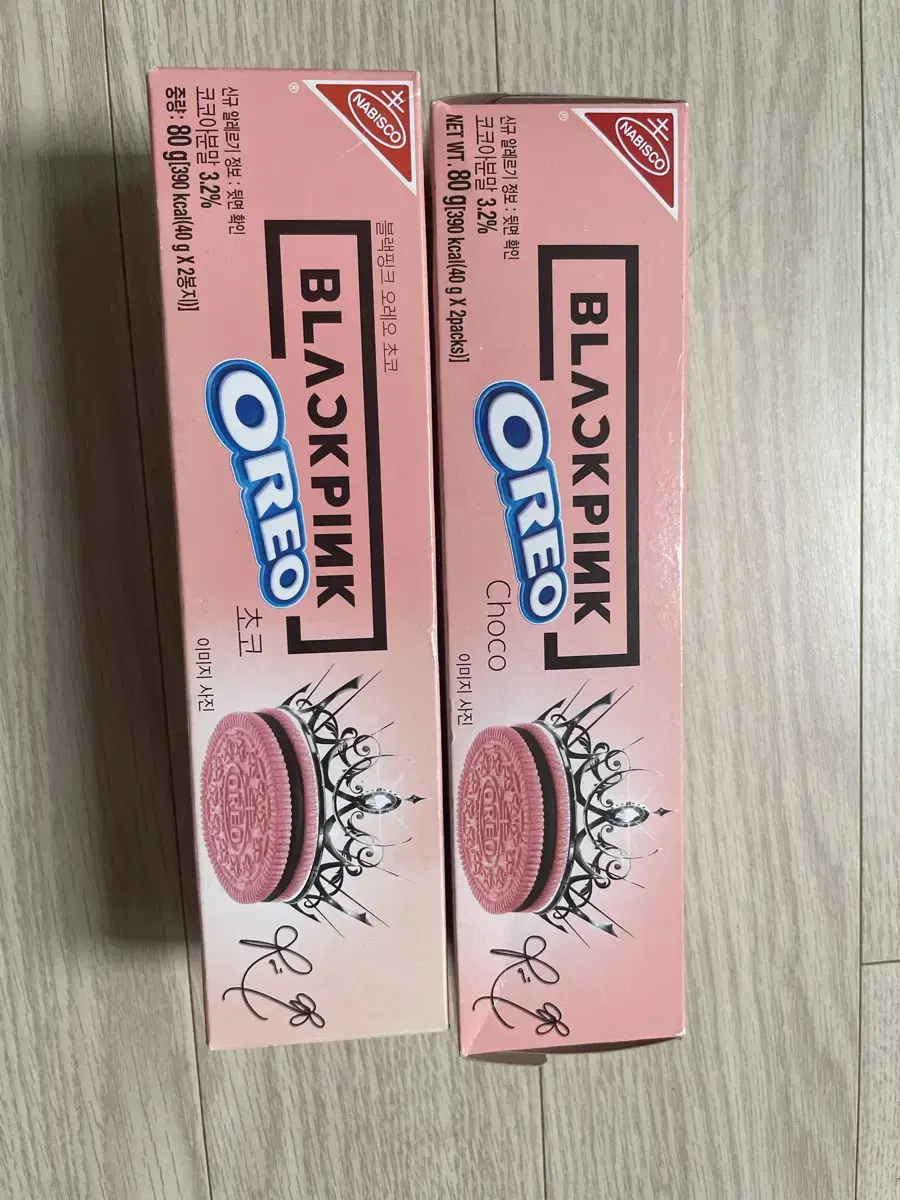 NABISCO
®
신규 알레르기 정보 : 뒷면 확인
코코아분말 3.2%
중량: 80 g[390 kcal(40 g X 2봉지)]
블랙핑크 오레오 초코
BLΛƆKPIИK
OREO
초코
이미지 사진
OREO
NABISCO
®
신규 알레르기 정보 : 뒷면 확인
코코아분말 3.2%
NET WT. 80 g[390 kcal(40 g X 2packs)]
BLΛƆKPIИK
OREO
Choco
이미지 사진
OREO